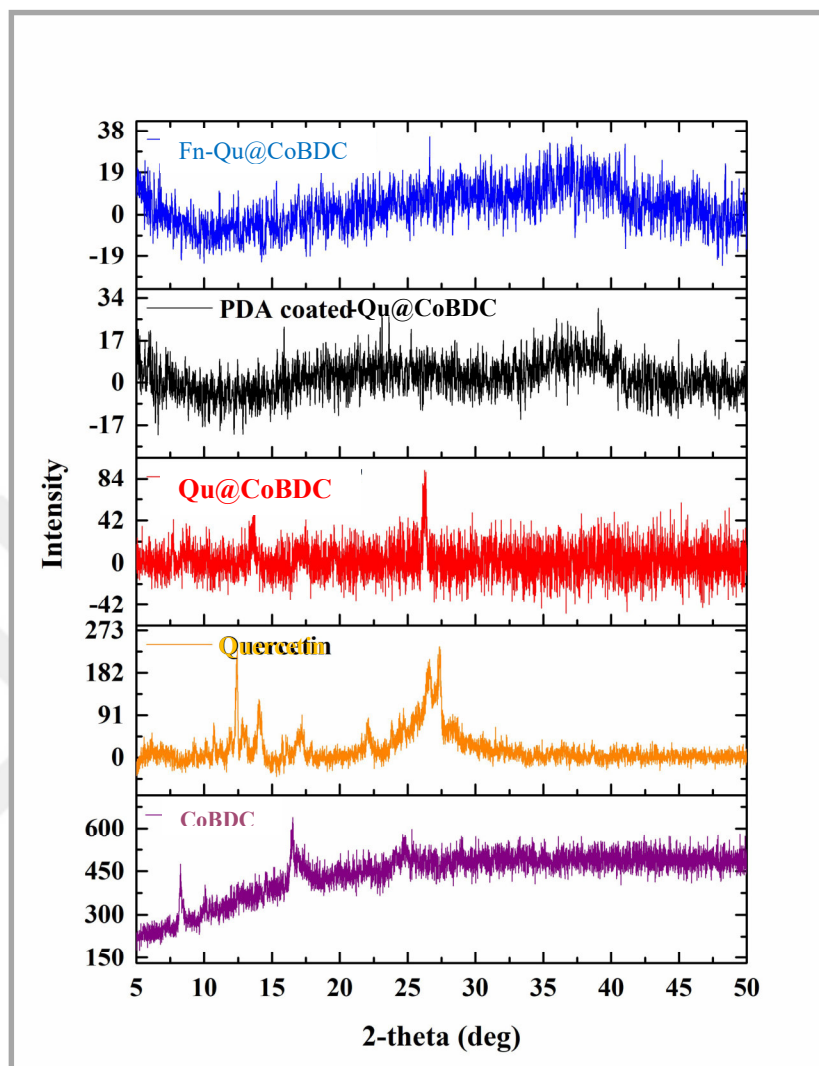 38
Fn-Qu@CoBDC
19
0
-19
34
PDA coated-Qu@CoBDC
17
0
-17
84
Qu@CoBDC
42
0
-42
Intensity
273
Quercetin
182
91
0
CoBDC
600
450
300
150
5 10 15 20 25 30 35 40 45 50
2-theta (deg)